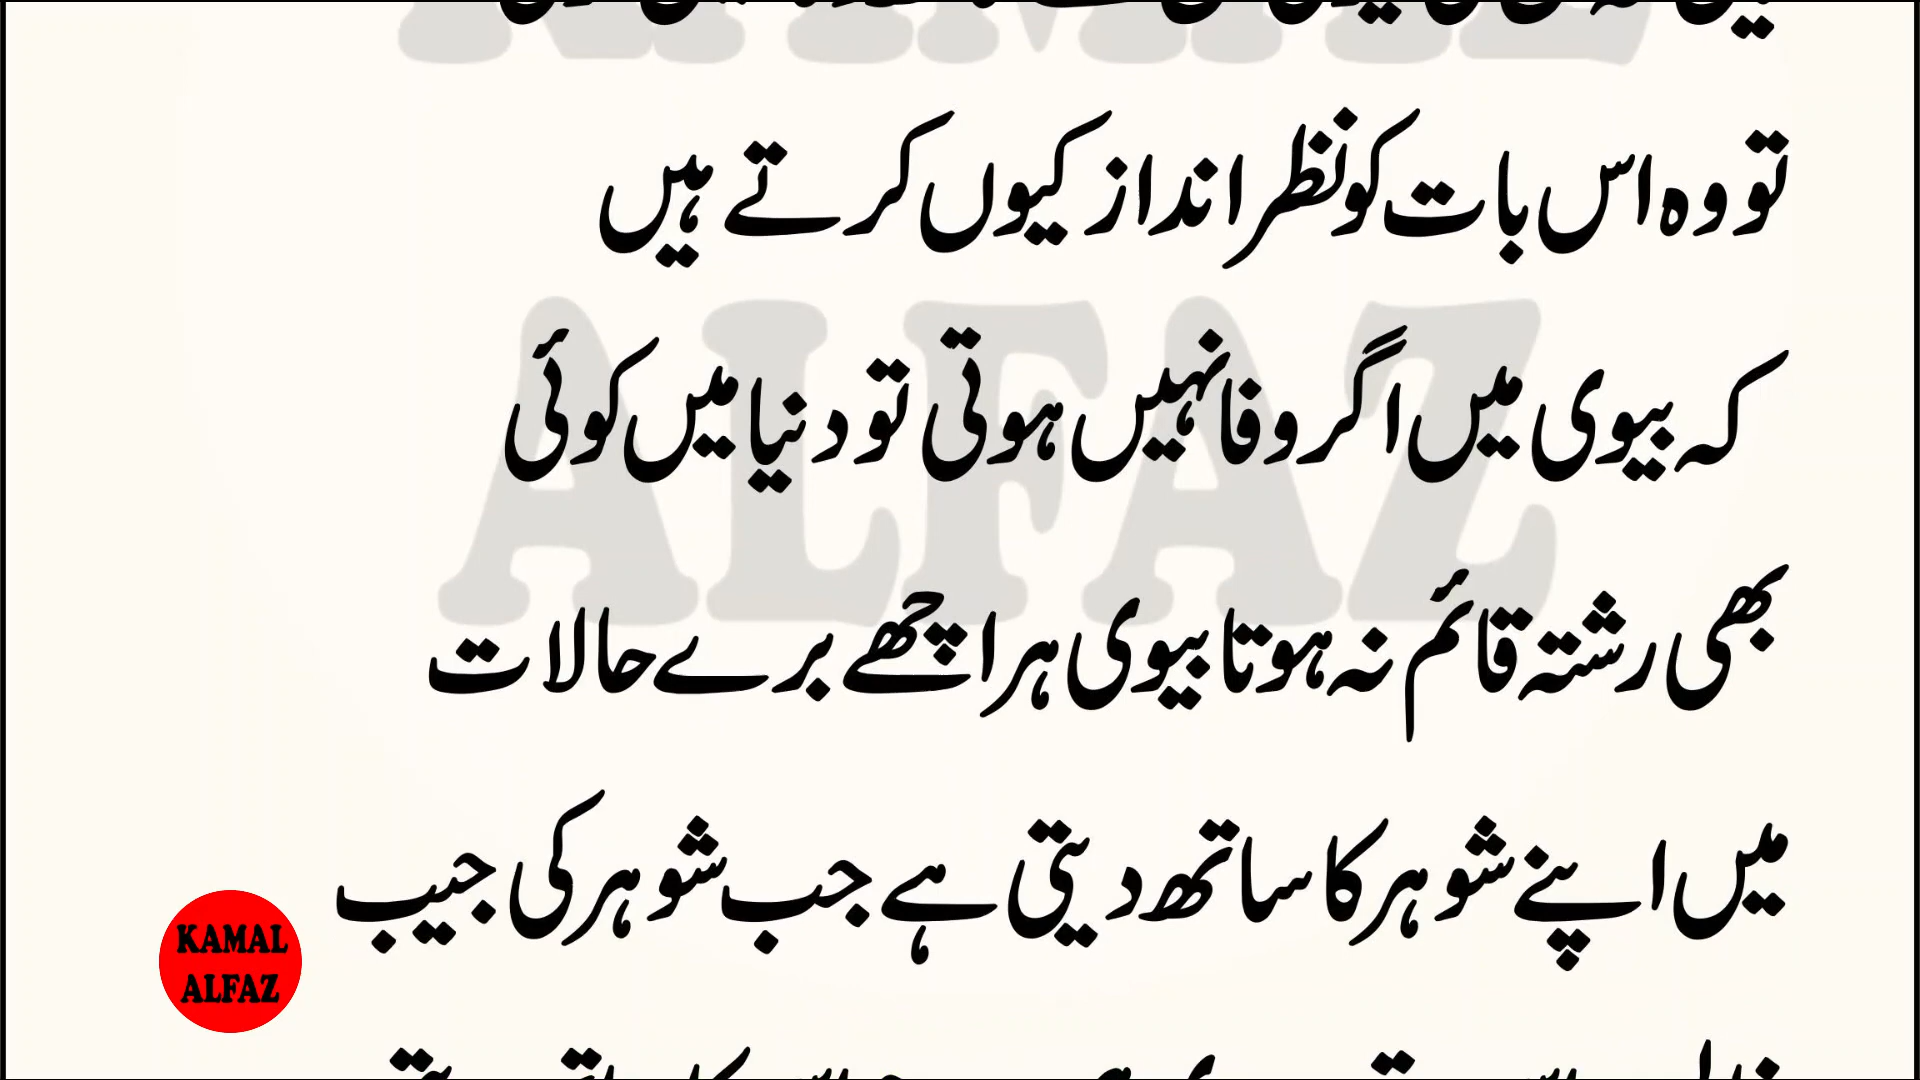 تو وہ اس بات کو نظر انداز کیوں کرتے ہیں
کہ بیوی میں اگر وفا نہیں ہوتی تو دنیا میں کوئی
بھی رشتہ قائم نہ ہوتا بیوی ہر اچھے برے حالات
میں اپنے شوہر کا ساتھ دیتی ہے جب شوہر کی جیب
ALFAZ
KAMAL
ALFAZ